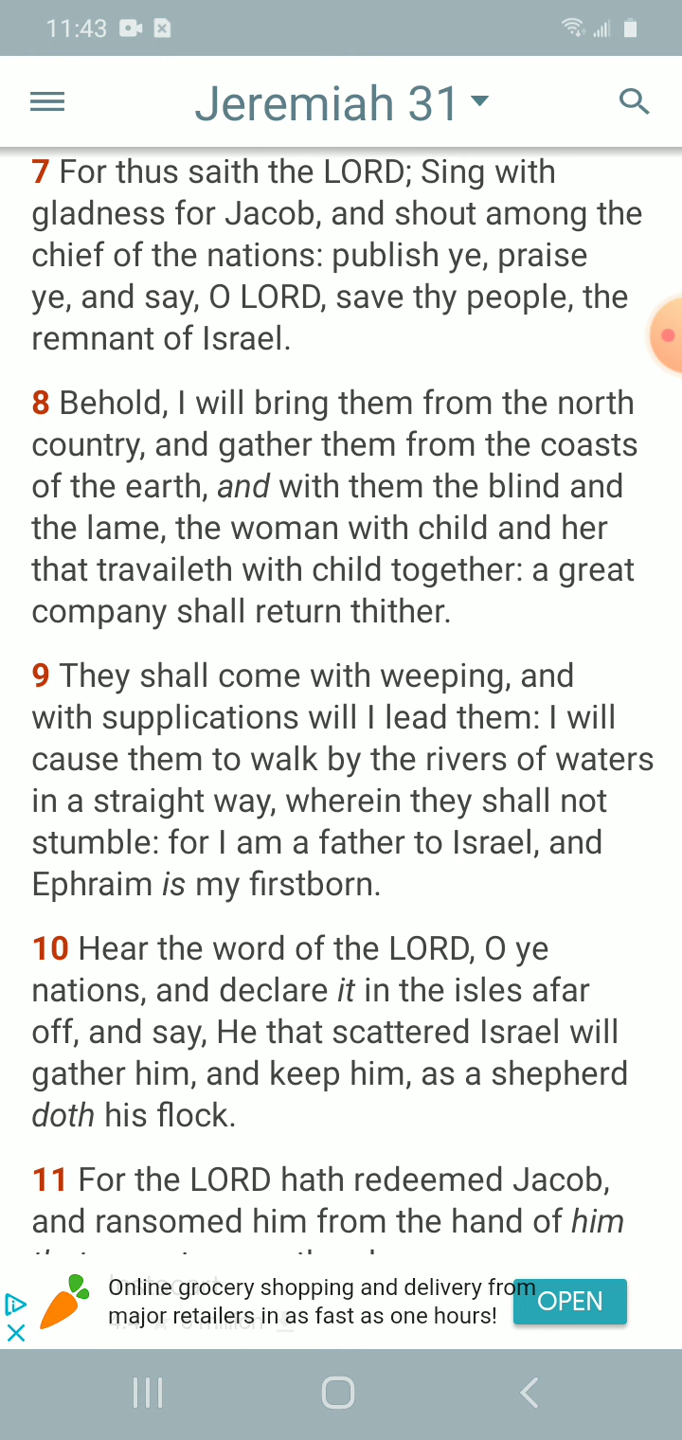 11:43
Jeremiah 31
7 For thus saith the LORD; Sing with
gladness for Jacob, and shout among the
chief of the nations: publish ye, praise
ye, and say, O LORD, save thy people, the
remnant of Israel.
8 Behold, I will bring them from the north
country, and gather them from the coasts
of the earth, and with them the blind and
the lame, the woman with child and her
that travaileth with child together: a great
company shall return thither.
9 They shall come with weeping, and
with supplications will I lead them: I will
cause them to walk by the rivers of waters
in a straight way, wherein they shall not
stumble: for I am a father to Israel, and
Ephraim is my firstborn.
10 Hear the word of the LORD, O ye
nations, and declare it in the isles afar
off, and say, He that scattered Israel will
gather him, and keep him, as a shepherd
doth his flock.
11 For the LORD hath redeemed Jacob,
and ransomed him from the hand of him
Online grocery shopping and delivery from
major retailers in as fast as one hours!
OPEN